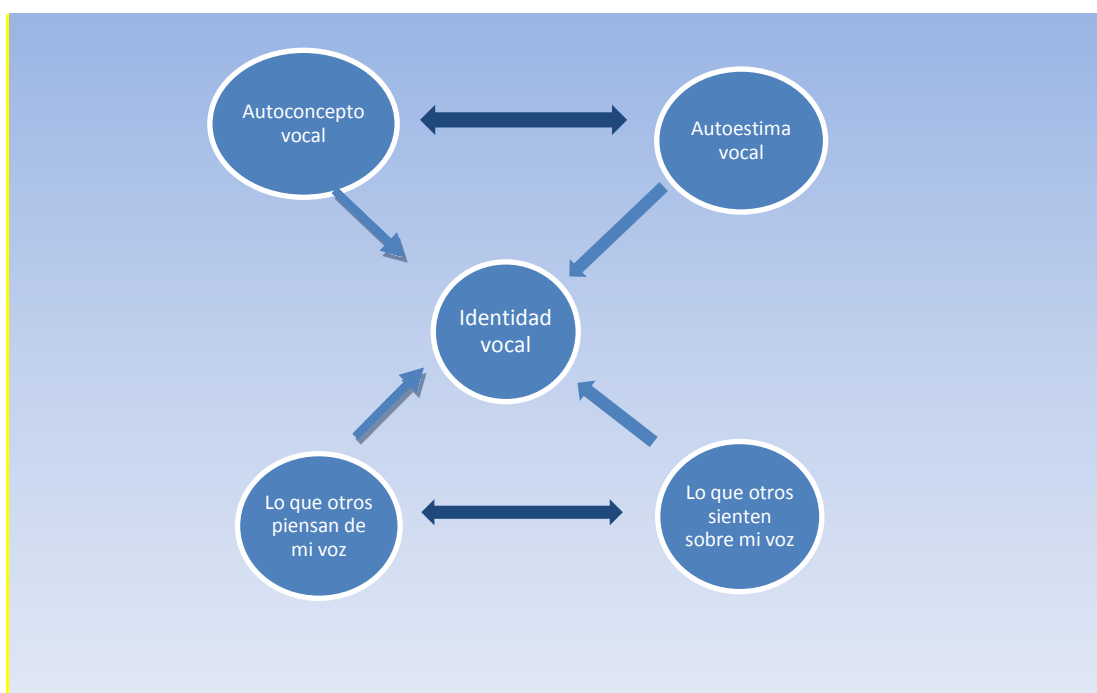 Autoconcepto
vocal
Autoestima
vocal
Identidad
vocal
Lo que otros
piensan de
mi voz
Lo que otros
sienten
sobre mi voz